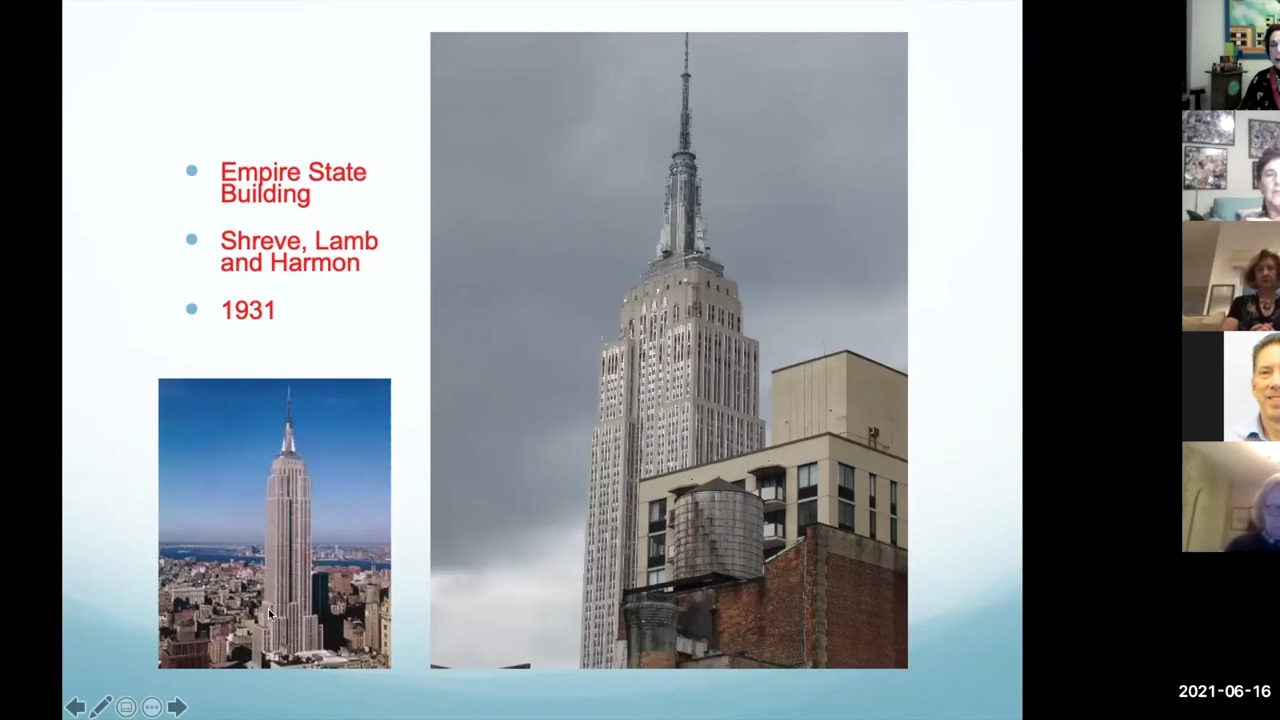 Empire State
Building
Shreve, Lamb
and Harmon
1931
2021-06-16